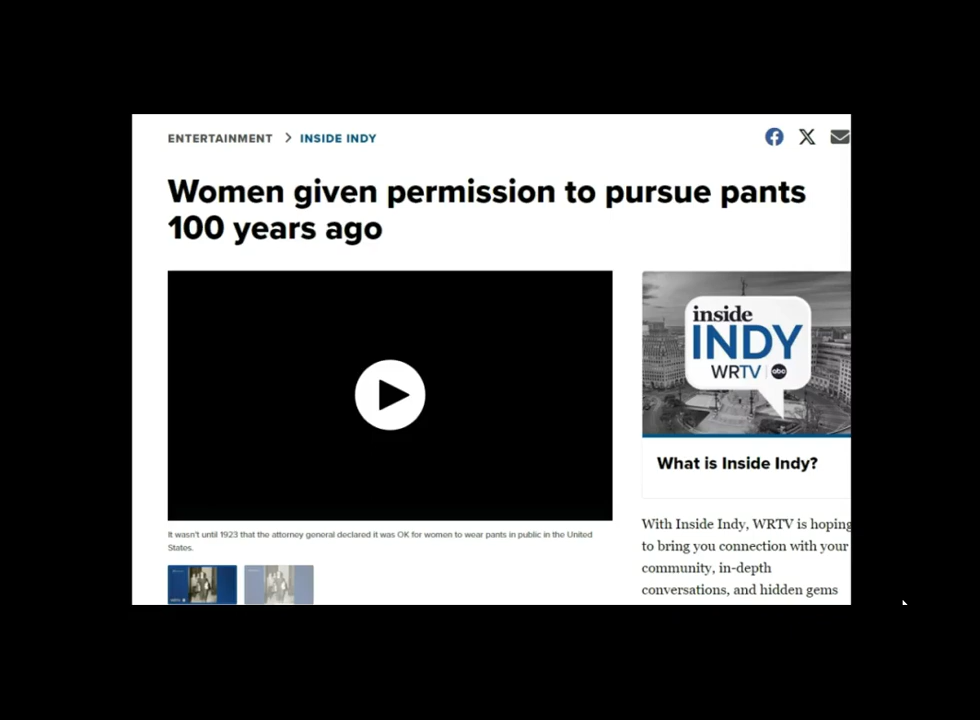 ENTERTAINMENT > INSIDE INDY
Women given permission to pursue pants
100 years ago
inside
INDY
WRTV | abc
What is Inside Indy?
It wasn't until 1923 that the attorney general declared it was OK for women to wear pants in public in the United
States.
With Inside Indy, WRTV is hoping
to bring you connection with your
community, in-depth
conversations, and hidden gems